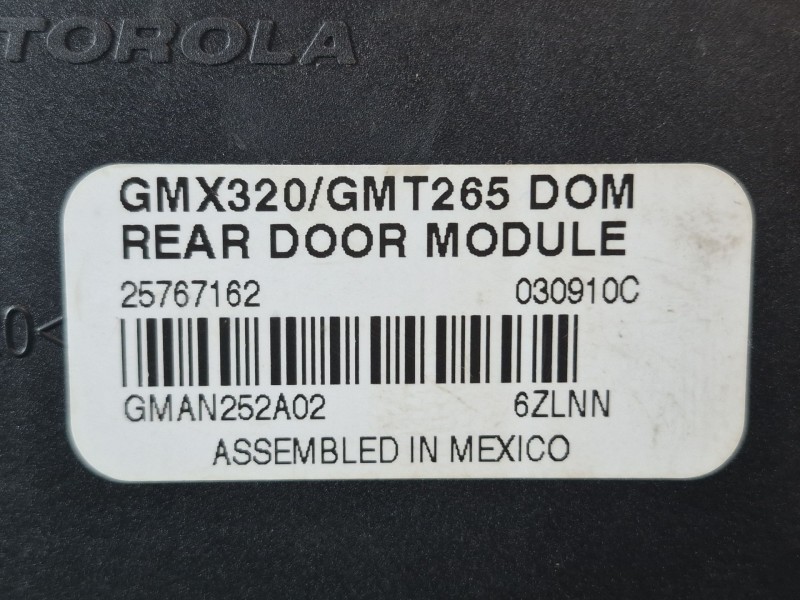 TOROLA
GMX320/GMT265 DOM
REAR DOOR MODULE
25767162 030910C
GMAN252A02 6ZLNN
ASSEMBLED IN MEXICO